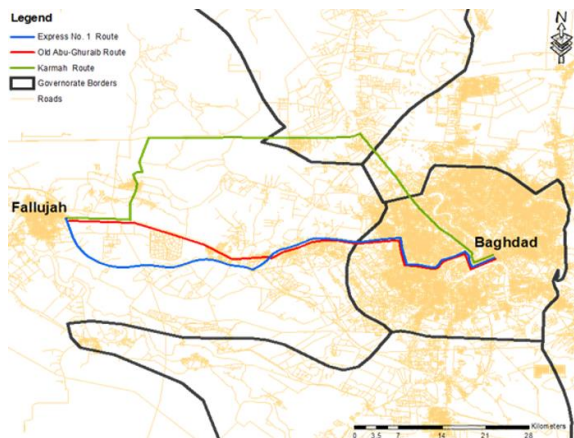 Legend
Express No. 1 Route
Old Abu-Ghuraib Route
Karmah Route
Governorate Borders
Roads
N
Fallujah
Baghdad
Kilometers
0 3.5 7 14 21 28